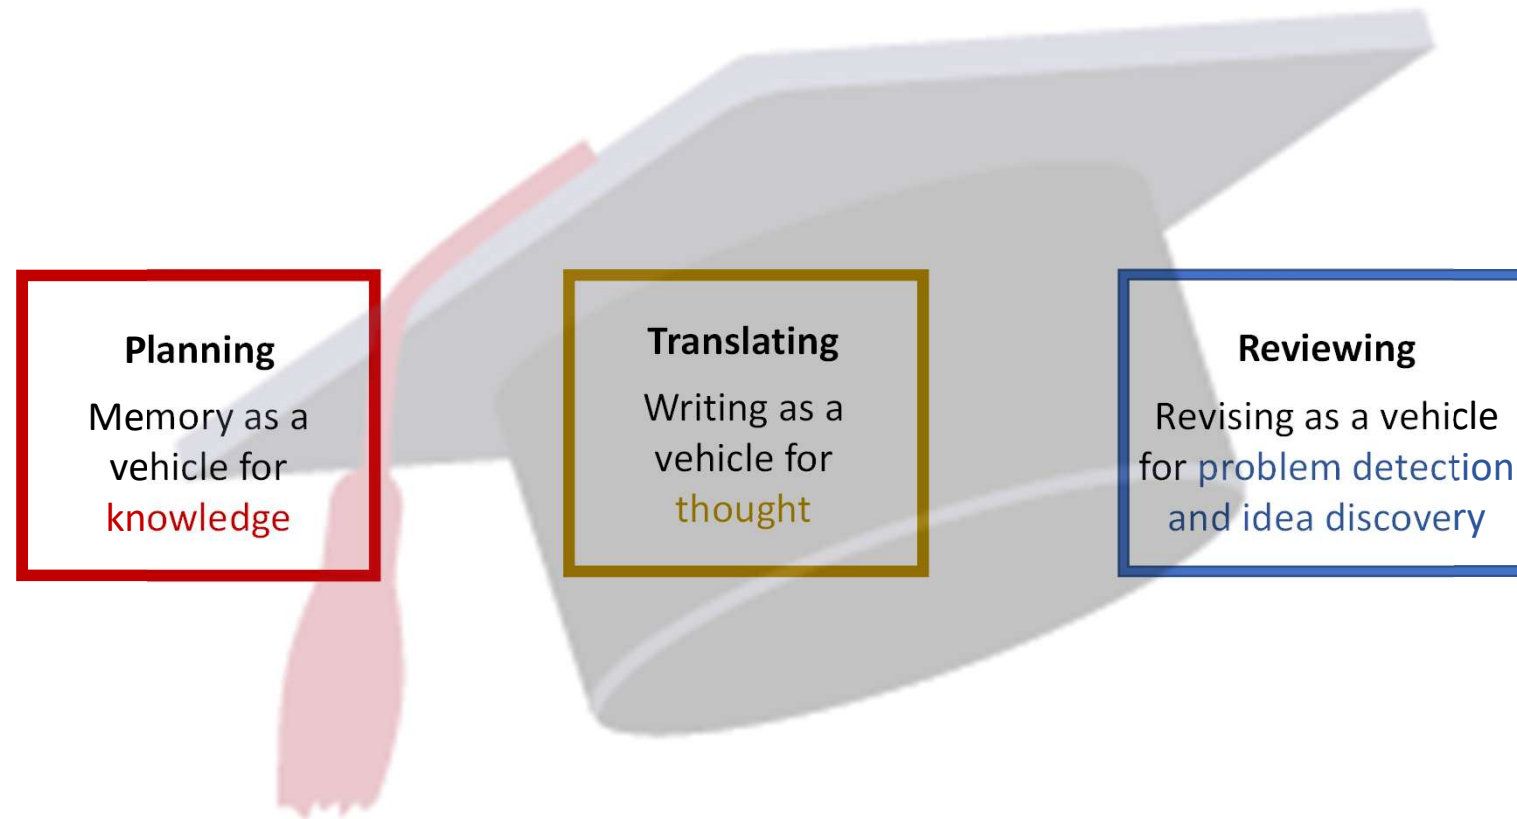 Planning
Memory as a
vehicle for
knowledge
Translating
Writing as a
vehicle for
thought
Reviewing
Revising as a vehicle
for problem detection
and idea discovery